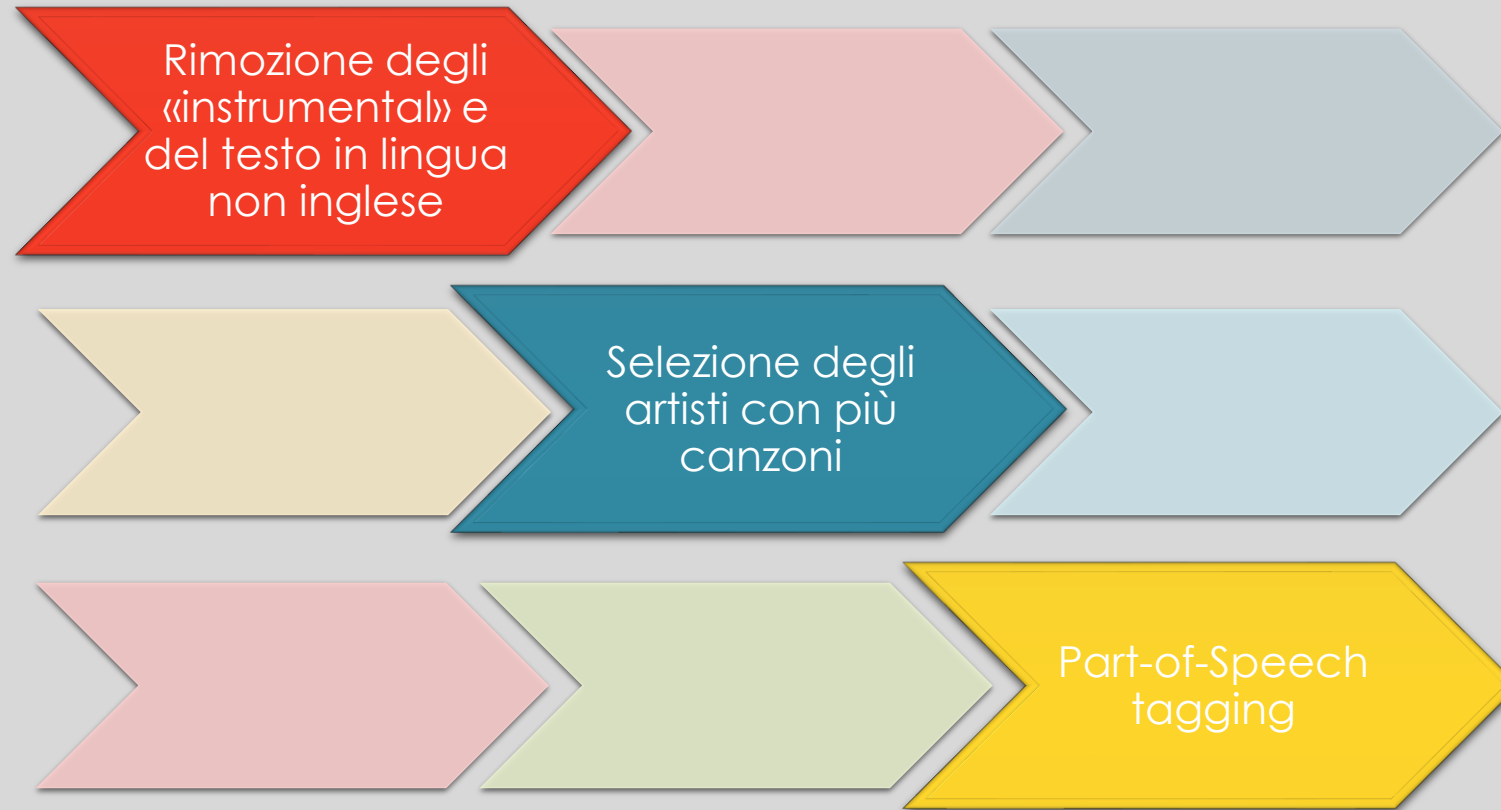 Rimozione degli
«instrumental» e
del testo in lingua
non inglese
Selezione degli
artisti con più
canzoni
Part-of-Speech
tagging